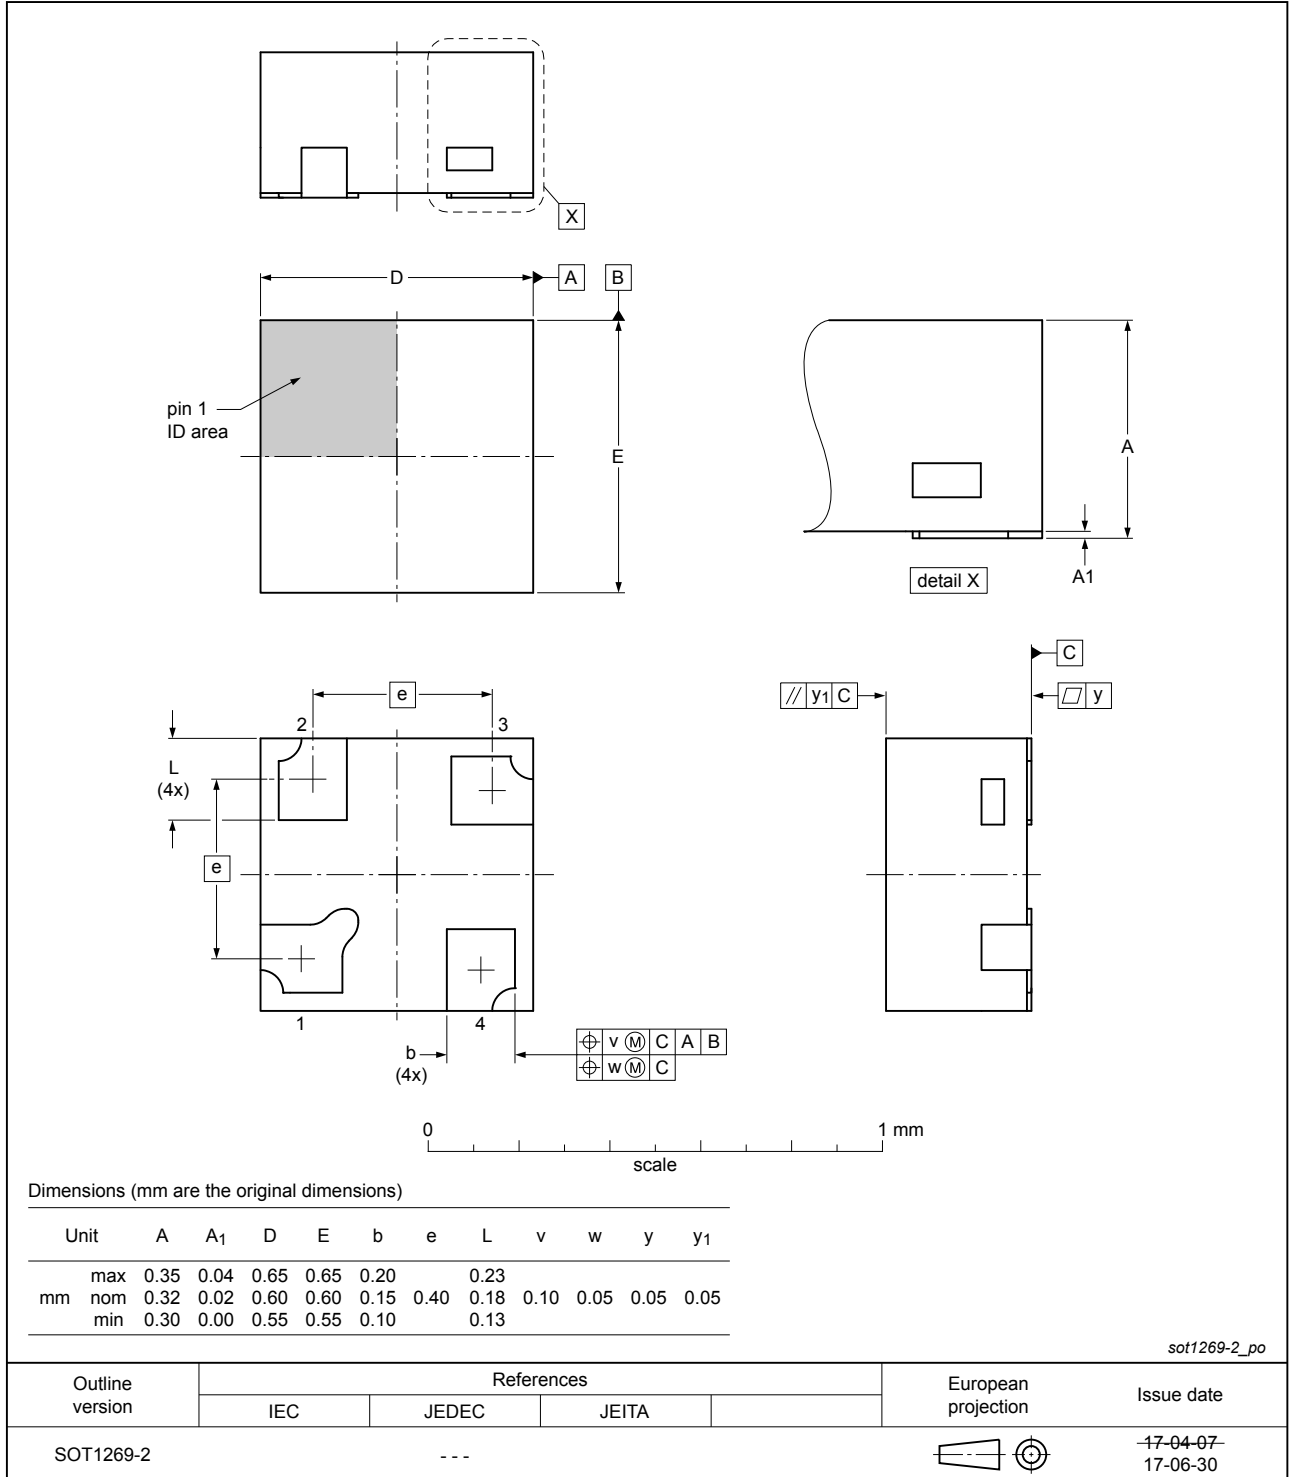 X
D
A
B
pin 1
ID area
E
A
detail X
A1
C
// y1 C
y
e
2
3
L
(4x)
e
1
4
b
(4x)
v M C A B
w M C
0
1 mm
scale
Dimensions (mm are the original dimensions)
Unit A A1 D E b e L v w y y1
max 0.35 0.04 0.65 0.65 0.20 0.23
mm nom 0.32 0.02 0.60 0.60 0.15 0.40 0.18 0.10 0.05 0.05 0.05
min 0.30 0.00 0.55 0.55 0.10 0.13
sot1269-2_po
Outline
version
References
IEC JEDEC JEITA
European
projection
Issue date
SOT1269-2
- - -
17-04-07
17-06-30